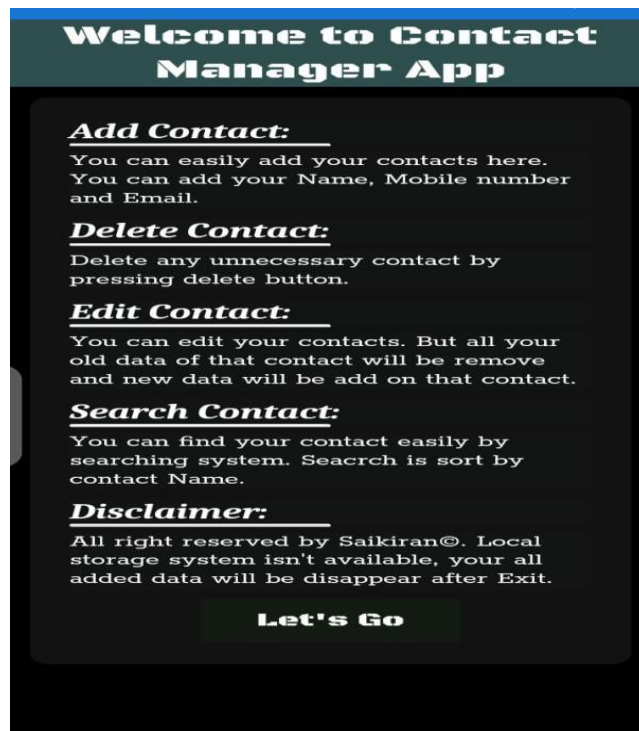 Welcome to Contact
Manager App
Add Contact:
You can easily add your contacts here.
You can add your Name, Mobile number
and Email.
Delete Contact:
Delete any unnecessary contact by
pressing delete button.
Edit Contact:
You can edit your contacts. But all your
old data of that contact will be remove
and new data will be add on that contact.
Search Contact:
You can find your contact easily by
searching system. Seacrch is sort by
contact Name.
Disclaimer:
All right reserved by Saikiran©. Local
storage system isn't available, your all
added data will be disappear after Exit.
Let's Go